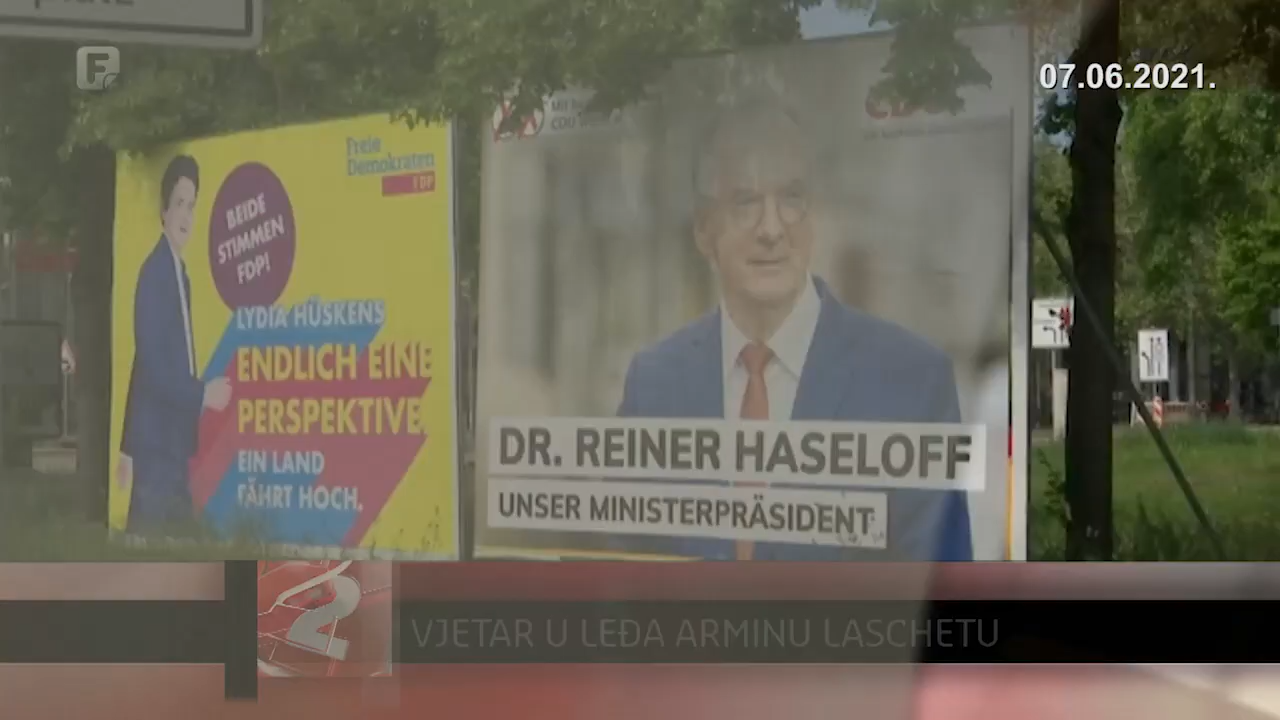 07.06.2021.
Freie
Demokraten
FDP
BEIDE
STIMMEN
FDP!
LYDIA HÜSKENS
ENDLICH EINE
PERSPEKTIVE.
EIN LAND
FÄHRT HOCH.
DR. REINER HASELOFF
UNSER MINISTERPRÄSIDENT.
2
VJETAR U LEĐA ARMINU LASCHETU